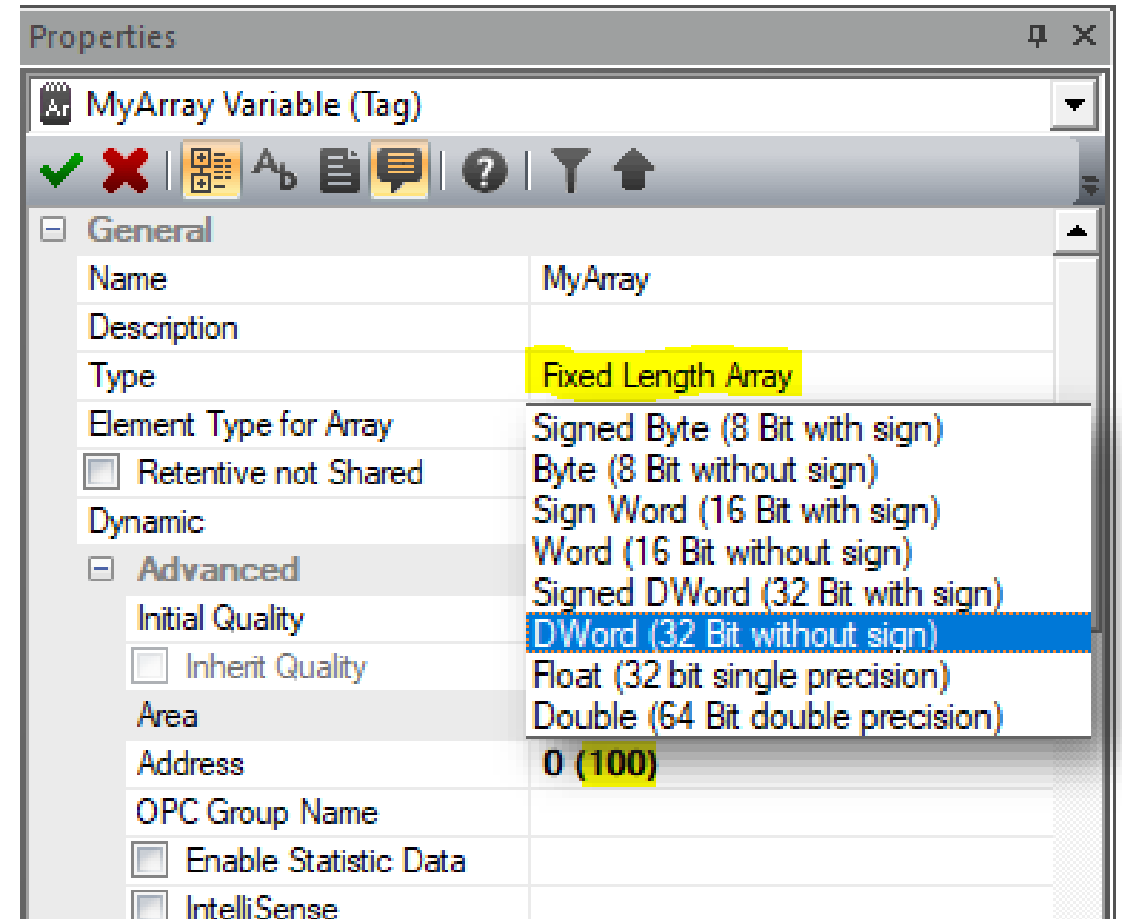 Properties
MyArray Variable (Tag)
General
Name MyArray
Description
Type Fixed Length Array
Element Type for Array
Signed Byte (8 Bit with sign)
Byte (8 Bit without sign)
Sign Word (16 Bit with sign)
Word (16 Bit without sign)
Signed DWord (32 Bit with sign)
DWord (32 Bit without sign)
Float (32 bit single precision)
Double (64 Bit double precision)
Retentive not Shared
Dynamic
Advanced
Initial Quality
Inherit Quality
Area
Address 0 (100)
OPC Group Name
Enable Statistic Data
IntelliSense